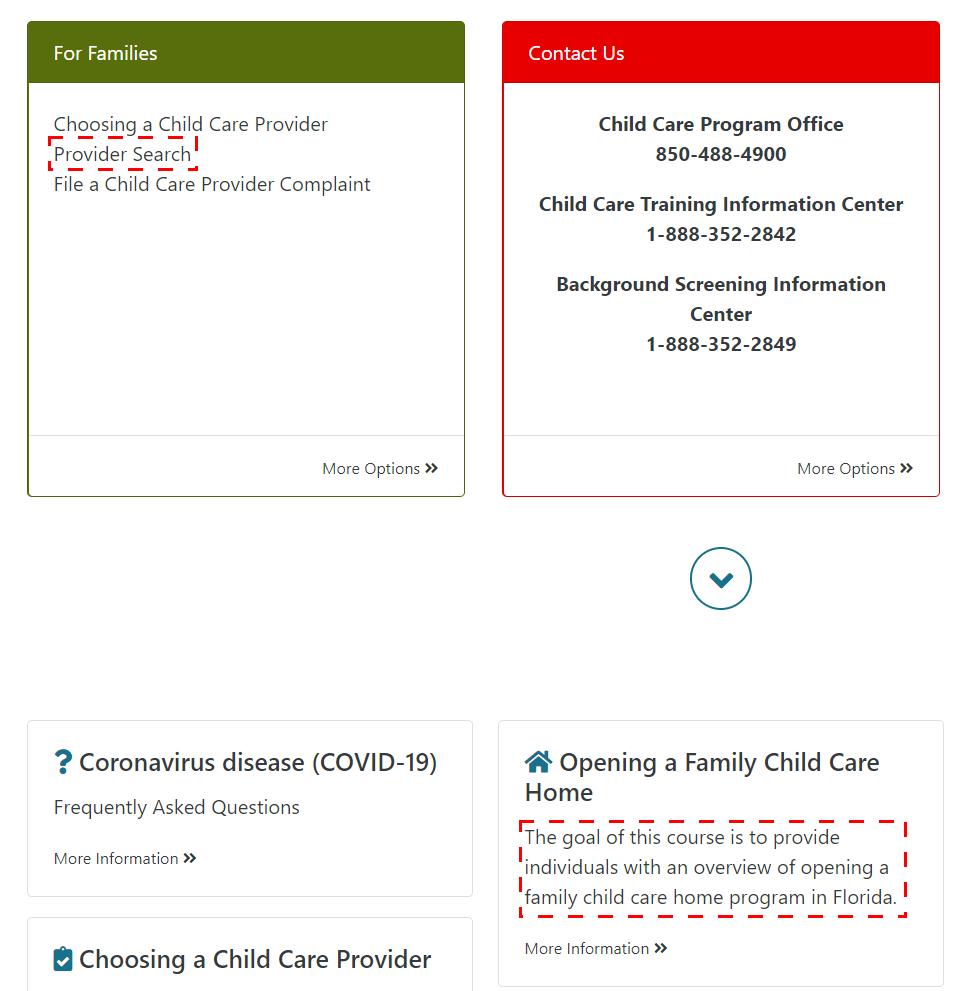 For Families
Choosing a Child Care Provider
Provider Search
File a Child Care Provider Complaint
More Options
Contact Us
Child Care Program Office
850-488-4900
Child Care Training Information Center
1-888-352-2842
Background Screening Information
Center
1-888-352-2849
More Options
Coronavirus disease (COVID-19)
Frequently Asked Questions
More Information
Opening a Family Child Care
Home
The goal of this course is to provide
individuals with an overview of opening a
family child care home program in Florida.
More Information
Choosing a Child Care Provider